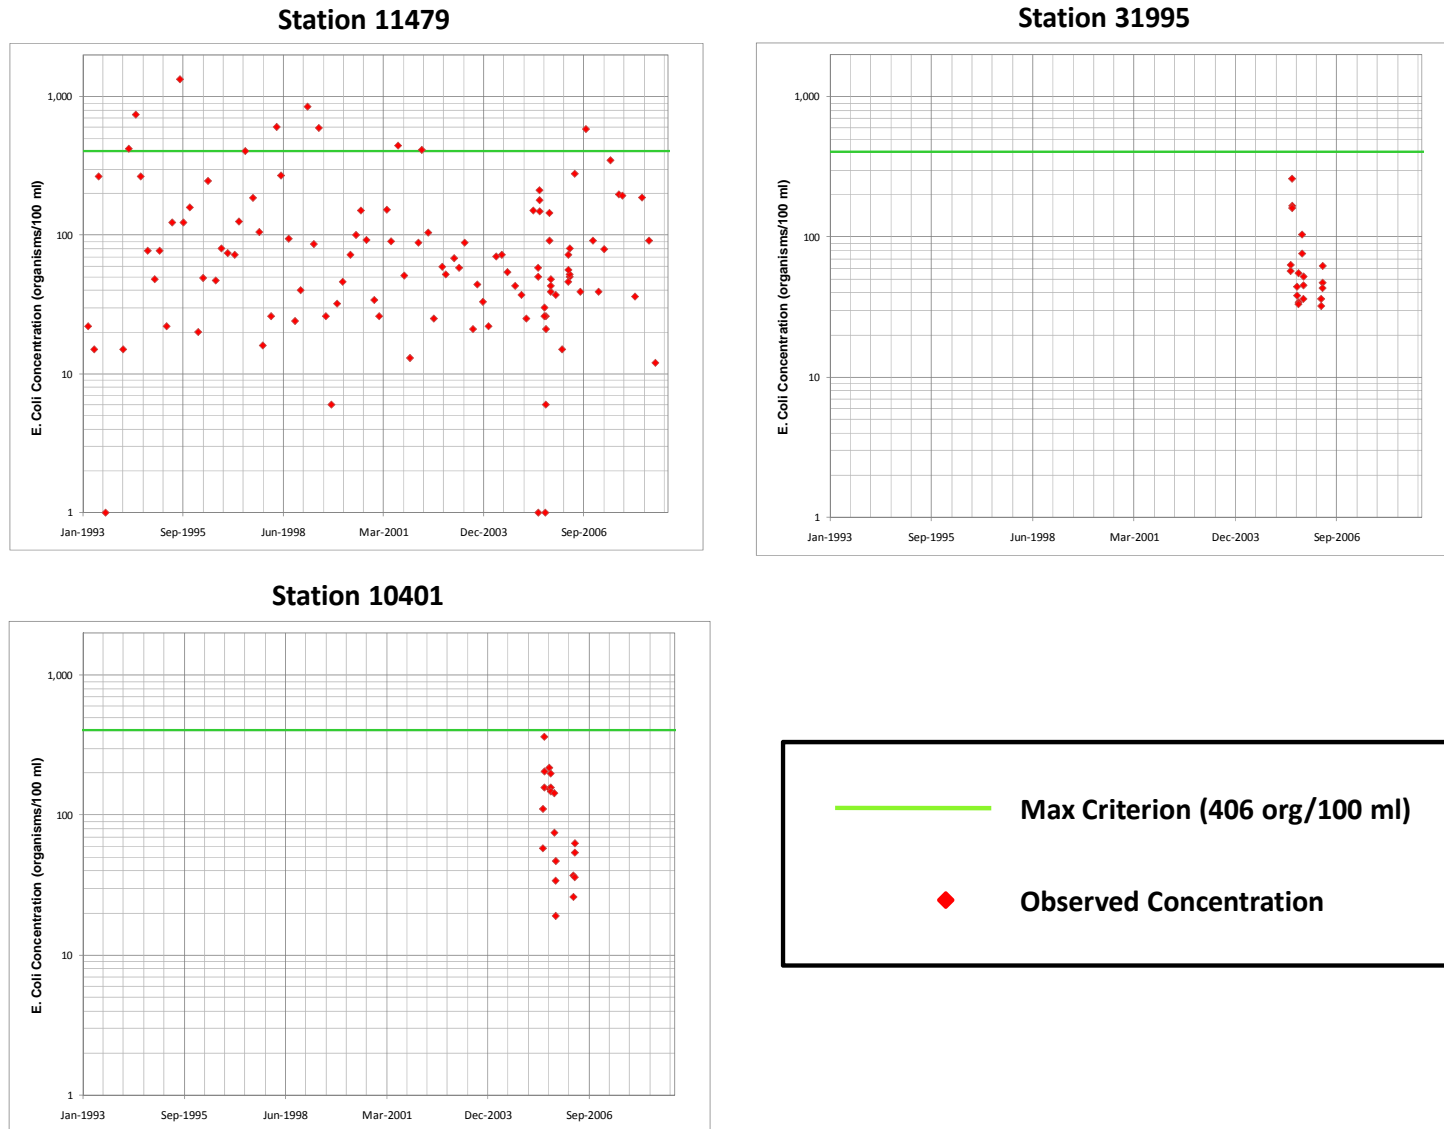 Station 11479
E. Coli Concentration (organisms/100 ml)
1,000
100
10
1
Jan-1993 Sep-1995 Jun-1998 Mar-2001 Dec-2003 Sep-2006
Station 31995
E. Coli Concentration (organisms/100 ml)
1,000
100
10
1
Jan-1993 Sep-1995 Jun-1998 Mar-2001 Dec-2003 Sep-2006
Station 10401
E. Coli Concentration (organisms/100 ml)
1,000
100
10
1
Jan-1993 Sep-1995 Jun-1998 Mar-2001 Dec-2003 Sep-2006
Max Criterion (406 org/100 ml)
Observed Concentration